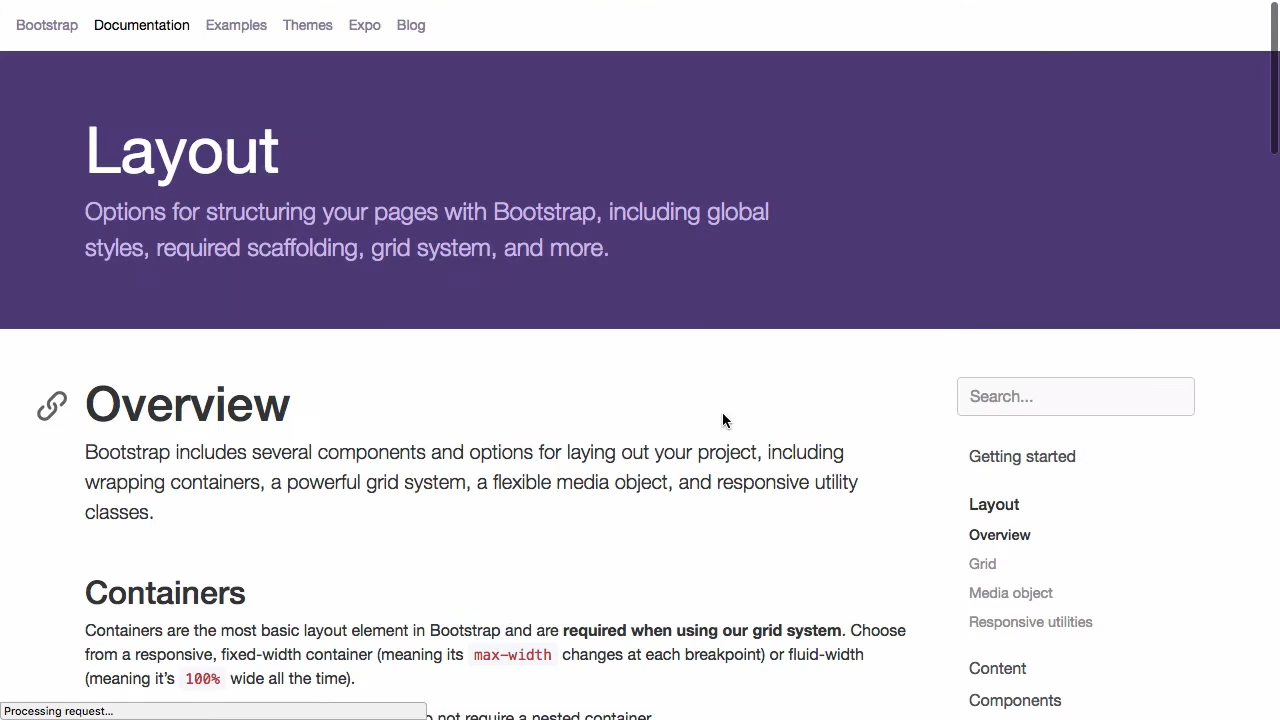 Bootstrap Documentation Examples Themes Expo Blog
Layout
Options for structuring your pages with Bootstrap, including global
styles, required scaffolding, grid system, and more.
Overview
Bootstrap includes several components and options for laying out your project, including
wrapping containers, a powerful grid system, a flexible media object, and responsive utility
classes.
Containers
Containers are the most basic layout element in Bootstrap and are required when using our grid system. Choose
from a responsive, fixed-width container (meaning its max-width changes at each breakpoint) or fluid-width
(meaning it’s 100% wide all the time).
not require a nested container.
Search...
Getting started
Layout
Overview
Grid
Media object
Responsive utilities
Content
Components
Processing request...